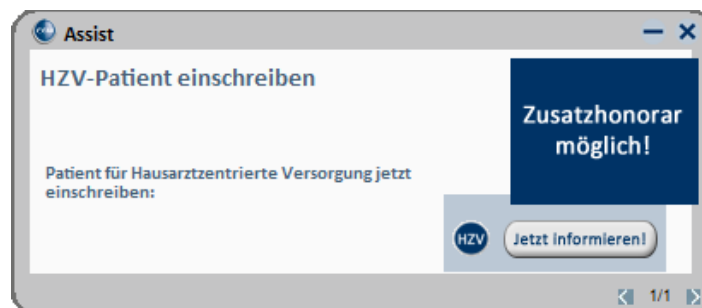 Assist
HZV-Patient einschreiben
Zusatzhonorar
möglich!
Patient für Hausarztzentrierte Versorgung jetzt
einschreiben:
HZV
Jetzt informieren!
1/1